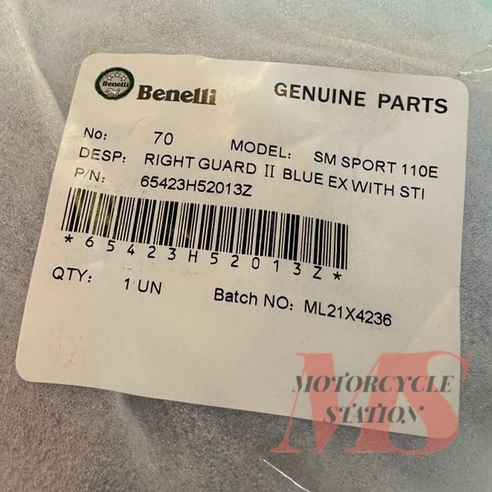 Benelli
Benelli GENUINE PARTS
No: 70 MODEL: SM SPORT 110E
DESP: RIGHT GUARD II BLUE EX WITH STI
P/N: 65423H52013Z
*65423H52013Z*
QTY: 1 UN Batch NO: ML21X4236
MS
MOTORCYCLE
STATION